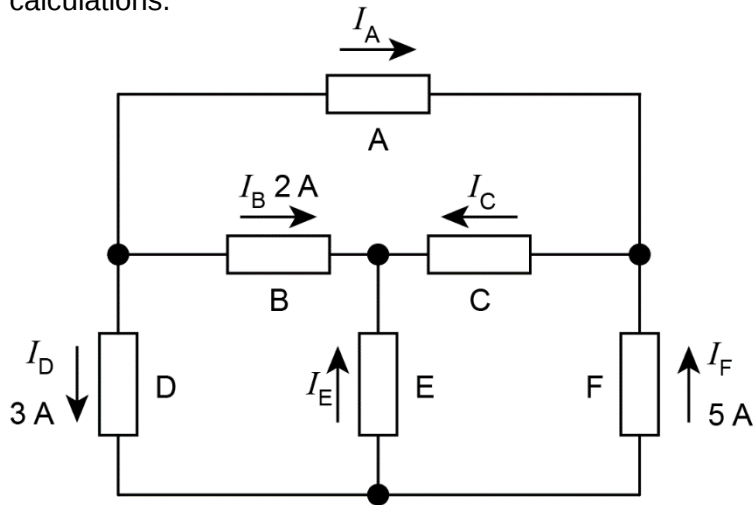 calculations.
I_A
A
I_B 2 A
I_C
B
C
I_D
3 A
D
I_E
E
F
I_F
5 A